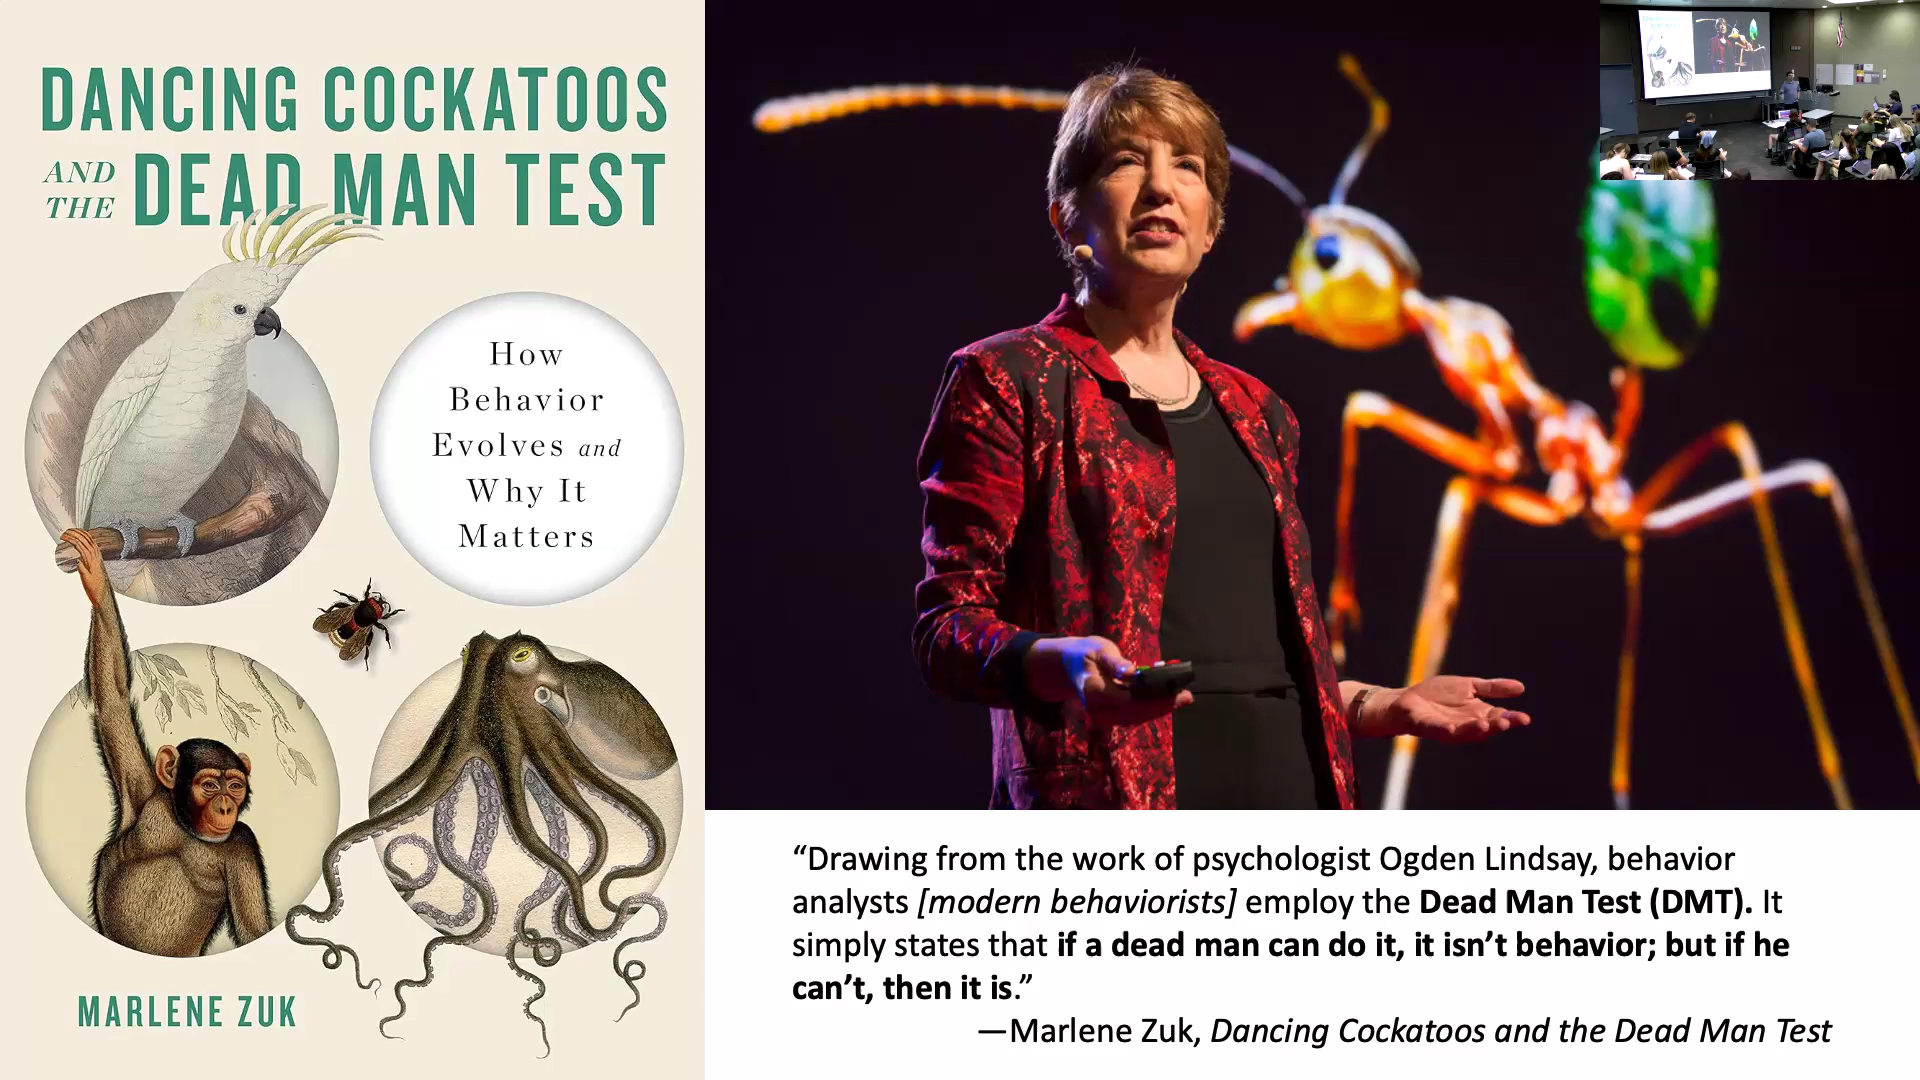 DANCING COCKATOOS
AND THE DEAD MAN TEST
How
Behavior
Evolves and
Why It
Matters
MARLENE ZUK
“Drawing from the work of psychologist Ogden Lindsay, behavior
analysts [modern behaviorists] employ the Dead Man Test (DMT). It
simply states that if a dead man can do it, it isn’t behavior; but if he
can’t, then it is.”
—Marlene Zuk, Dancing Cockatoos and the Dead Man Test